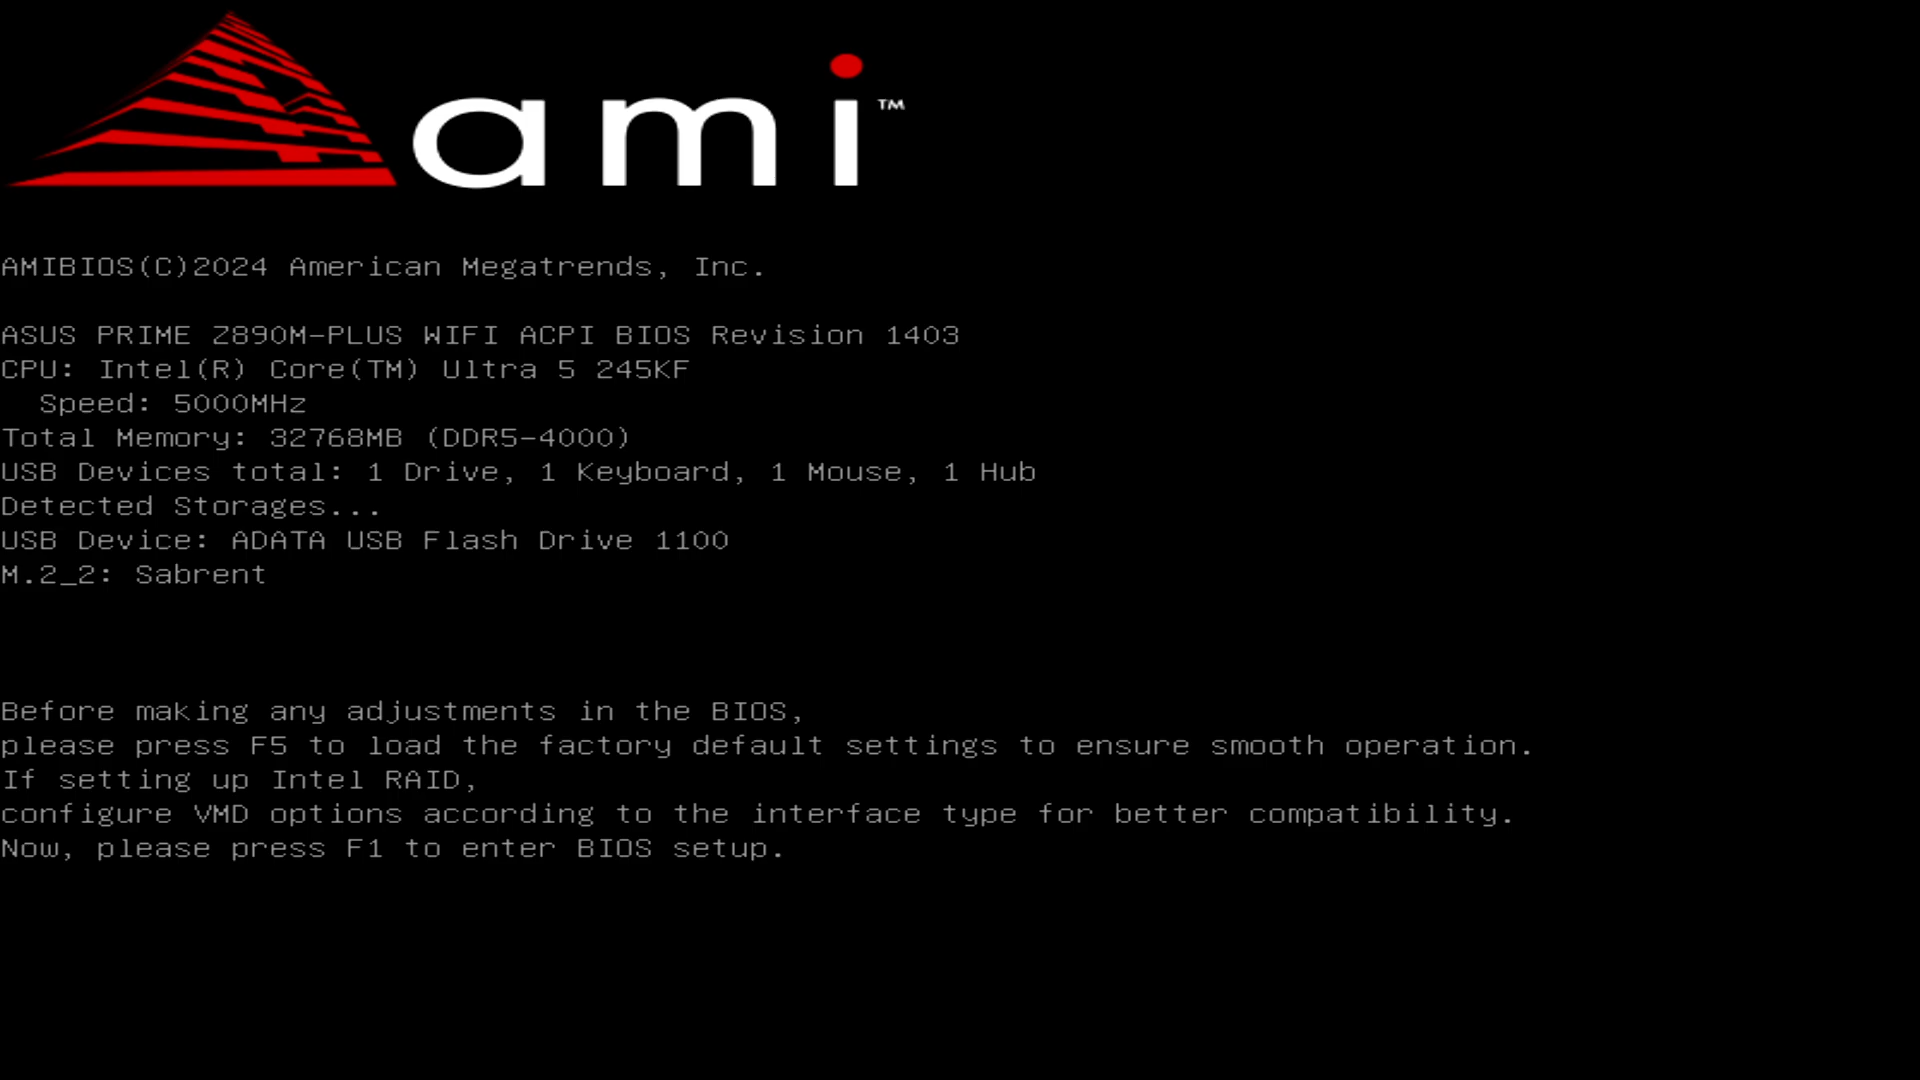 ami™
AMIBIOS(C)2024 American Megatrends, Inc.
ASUS PRIME Z890M-PLUS WIFI ACPI BIOS Revision 1403
CPU: Intel(R) Core(TM) Ultra 5 245KF
Speed: 5000MHz
Total Memory: 32768MB (DDR5-4000)
USB Devices total: 1 Drive, 1 Keyboard, 1 Mouse, 1 Hub
Detected Storages...
USB Device: ADATA USB Flash Drive 1100
M.2_2: Sabrent
Before making any adjustments in the BIOS,
please press F5 to load the factory default settings to ensure smooth operation.
If setting up Intel RAID,
configure VMD options according to the interface type for better compatibility.
Now, please press F1 to enter BIOS setup.